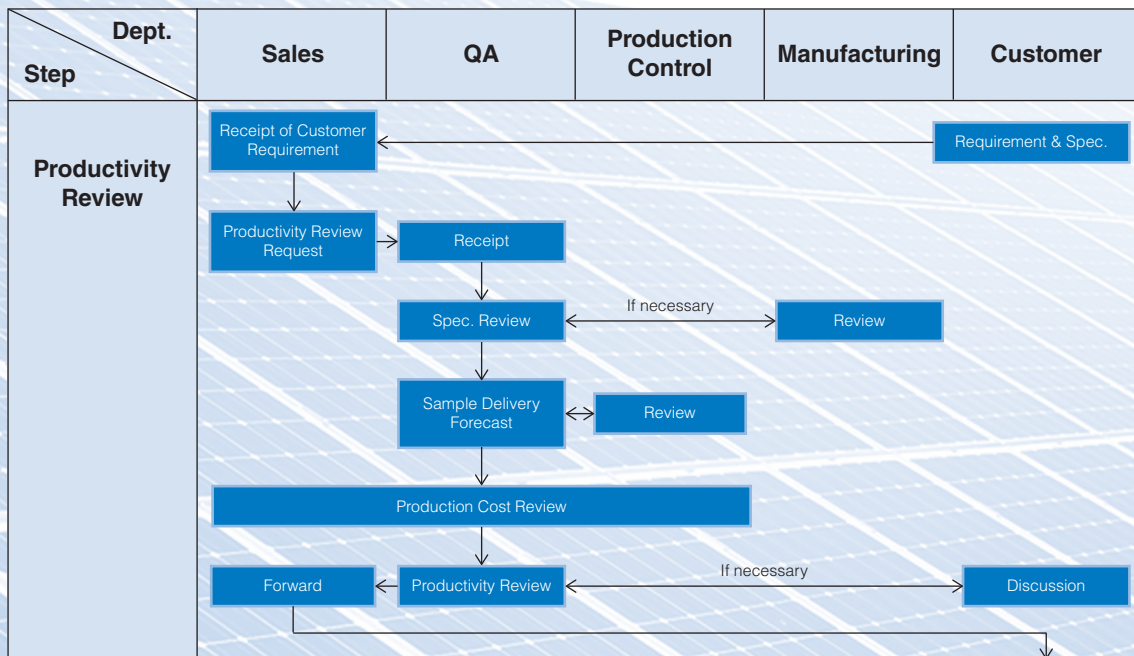 Dept.
Step
Sales
QA
Production
Control
Manufacturing
Customer
Productivity
Review
Receipt of Customer
Requirement
Requirement & Spec.
Productivity Review
Request
Receipt
Spec. Review
If necessary
Review
Sample Delivery
Forecast
Review
Production Cost Review
Forward
Productivity Review
If necessary
Discussion